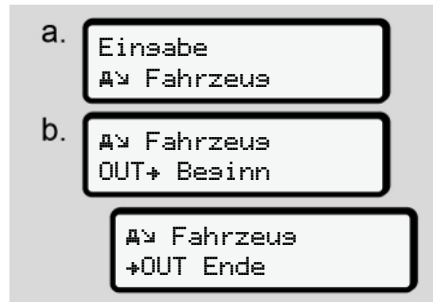 a.
Eingabe
Fahrzeug
b.
Fahrzeug
OUT→ Beginn
Fahrzeug
→OUT Ende